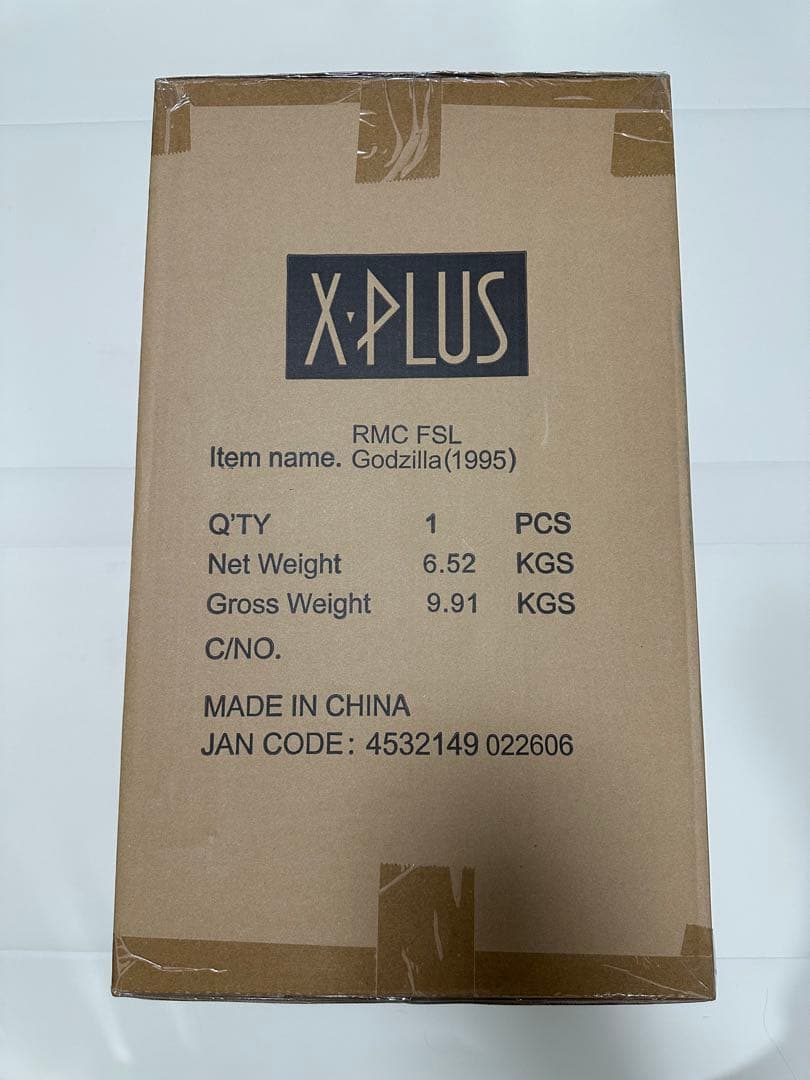 X·PLUS
RMC FSL
Item name. Godzilla(1995)
Q'TY 1 PCS
Net Weight 6.52 KGS
Gross Weight 9.91 KGS
C/NO.
MADE IN CHINA
JAN CODE: 4532149 022606